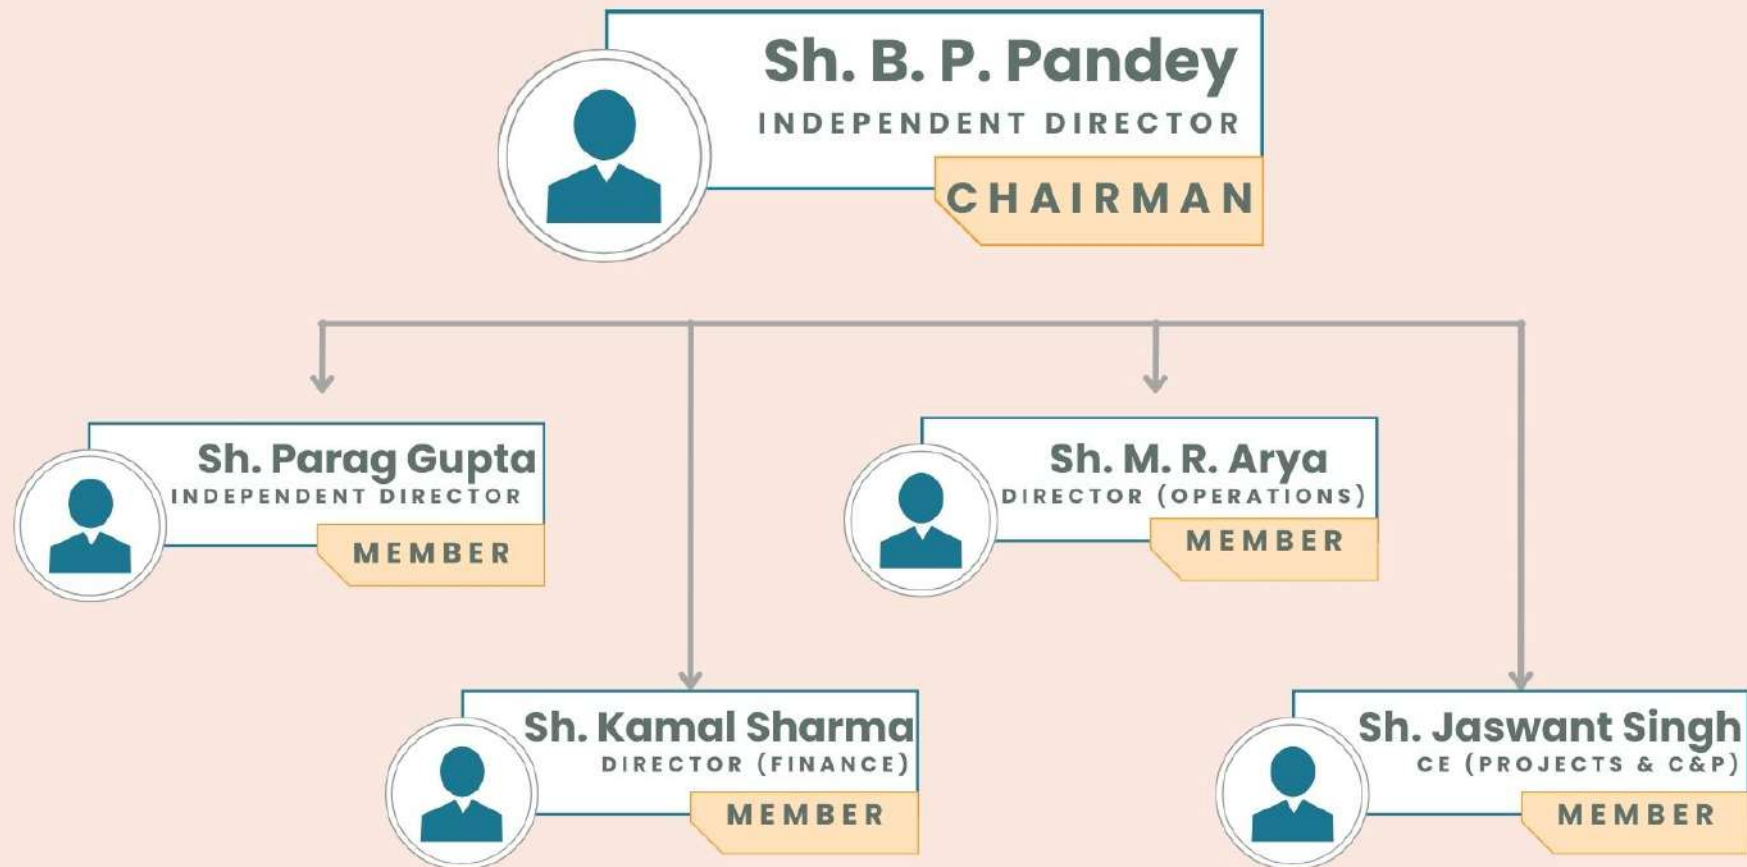 Sh. B. P. Pandey
INDEPENDENT DIRECTOR
CHAIRMAN
Sh. Parag Gupta
INDEPENDENT DIRECTOR
MEMBER
Sh. M. R. Arya
DIRECTOR (OPERATIONS)
MEMBER
Sh. Kamal Sharma
DIRECTOR (FINANCE)
MEMBER
Sh. Jaswant Singh
CE (PROJECTS & C&P)
MEMBER